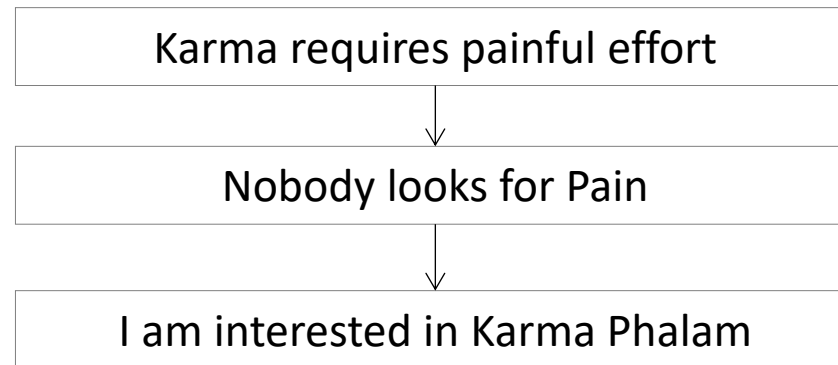 Karma requires painful effort
Nobody looks for Pain
I am interested in Karma Phalam